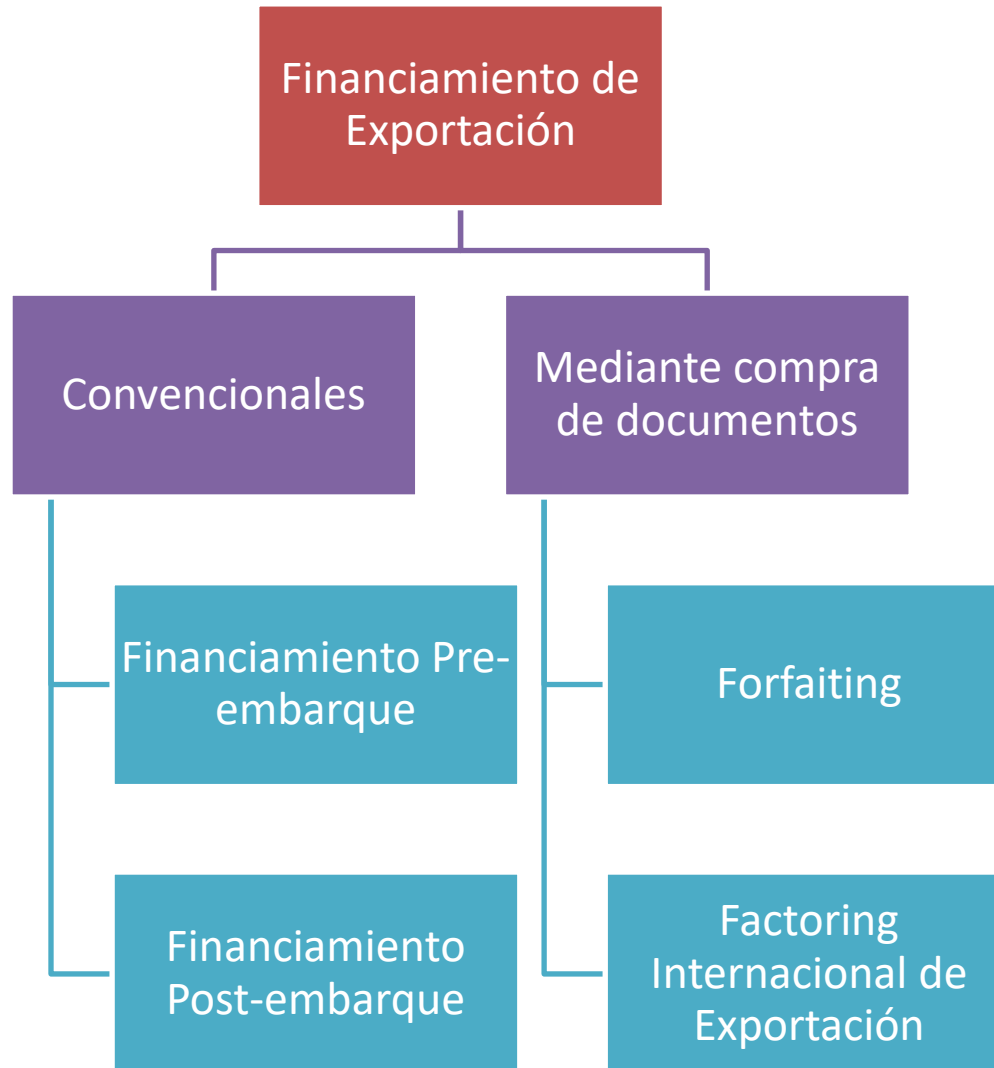 Financiamiento de
Exportación
Convencionales
Mediante compra
de documentos
Financiamiento Pre-
embarque
Forfaiting
Financiamiento
Post-embarque
Factoring
Internacional de
Exportación